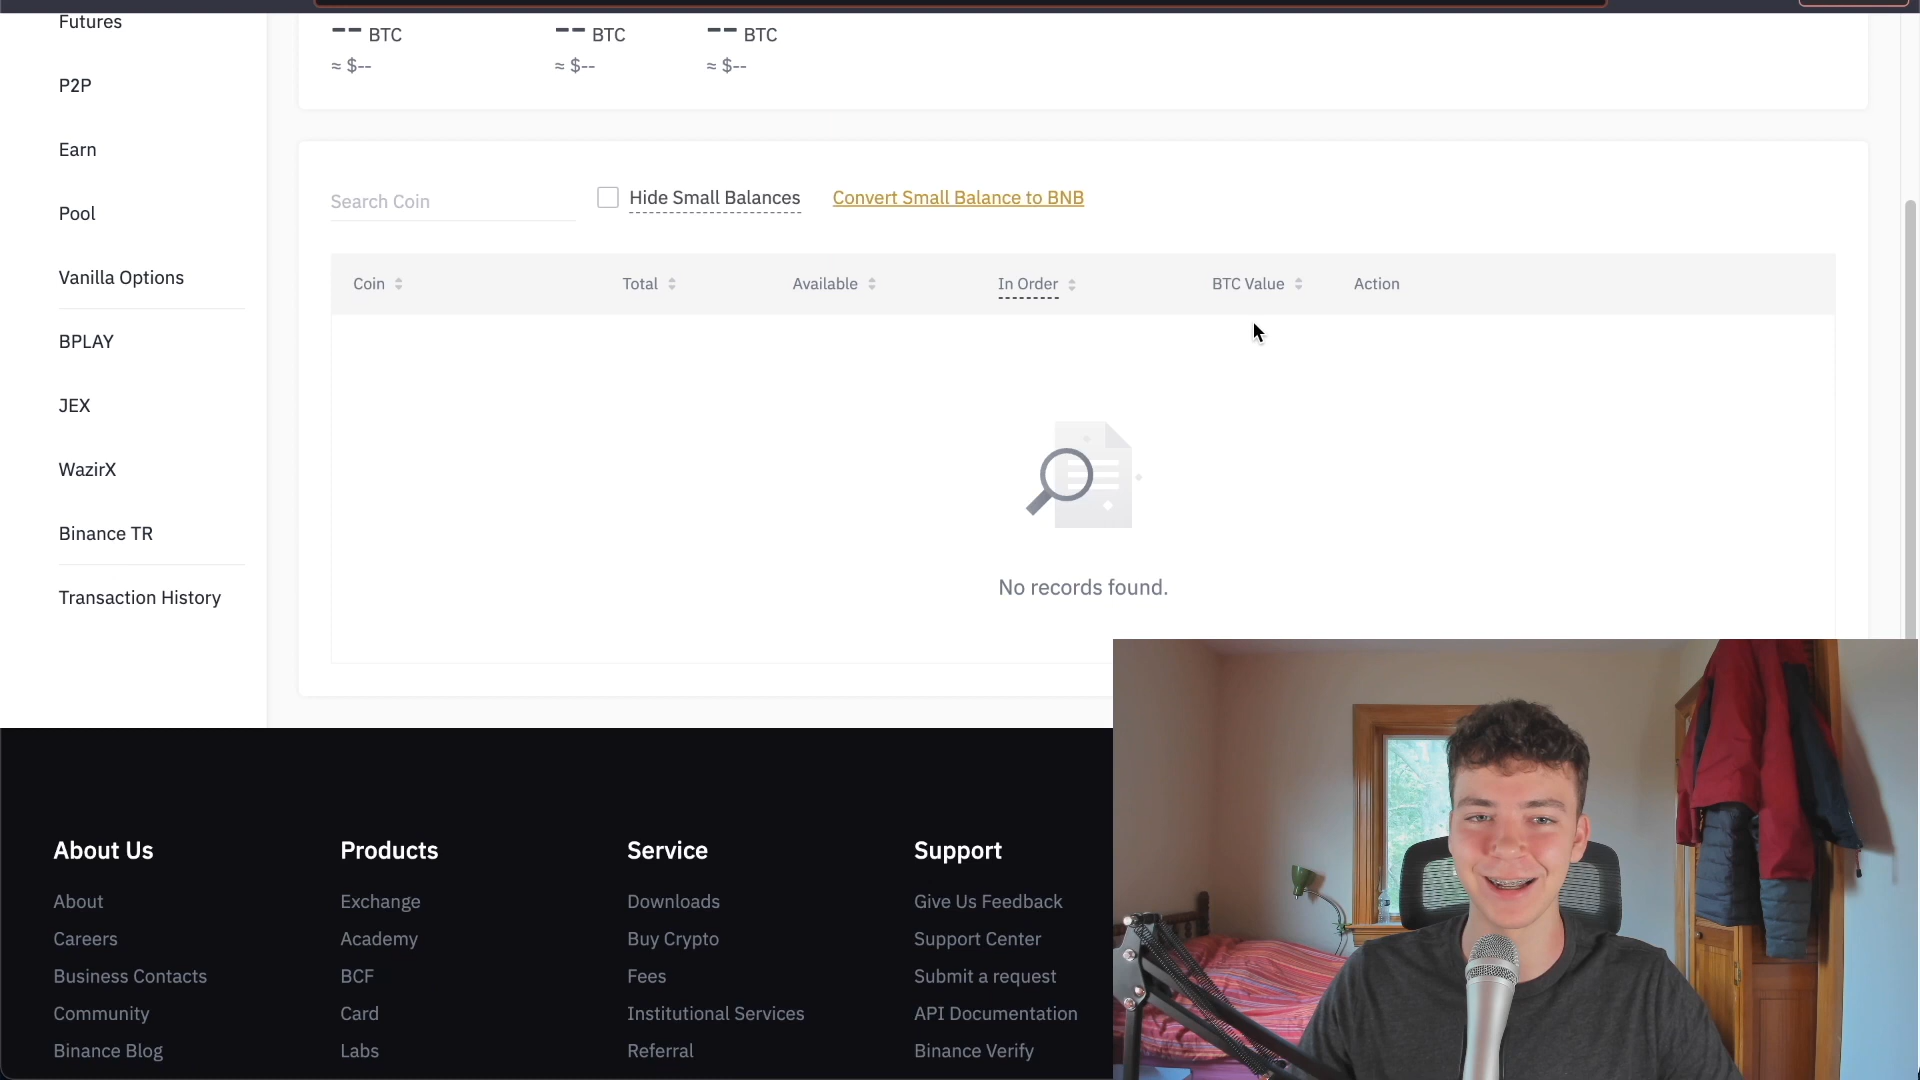 Futures
P2P
Earn
Pool
Vanilla Options
BPLAY
JEX
WazirX
Binance TR
Transaction History
-- BTC -- BTC -- BTC
≈ $-- ≈ $-- ≈ $--
Search Coin Hide Small Balances Convert Small Balance to BNB
Coin Total Available In Order BTC Value Action
No records found.
About Us Products Service Support
About Exchange Downloads Give Us Feedback
Careers Academy Buy Crypto Support Center
Business Contacts BCF Fees Submit a request
Community Card Institutional Services API Documentation
Binance Blog Labs Referral Binance Verify